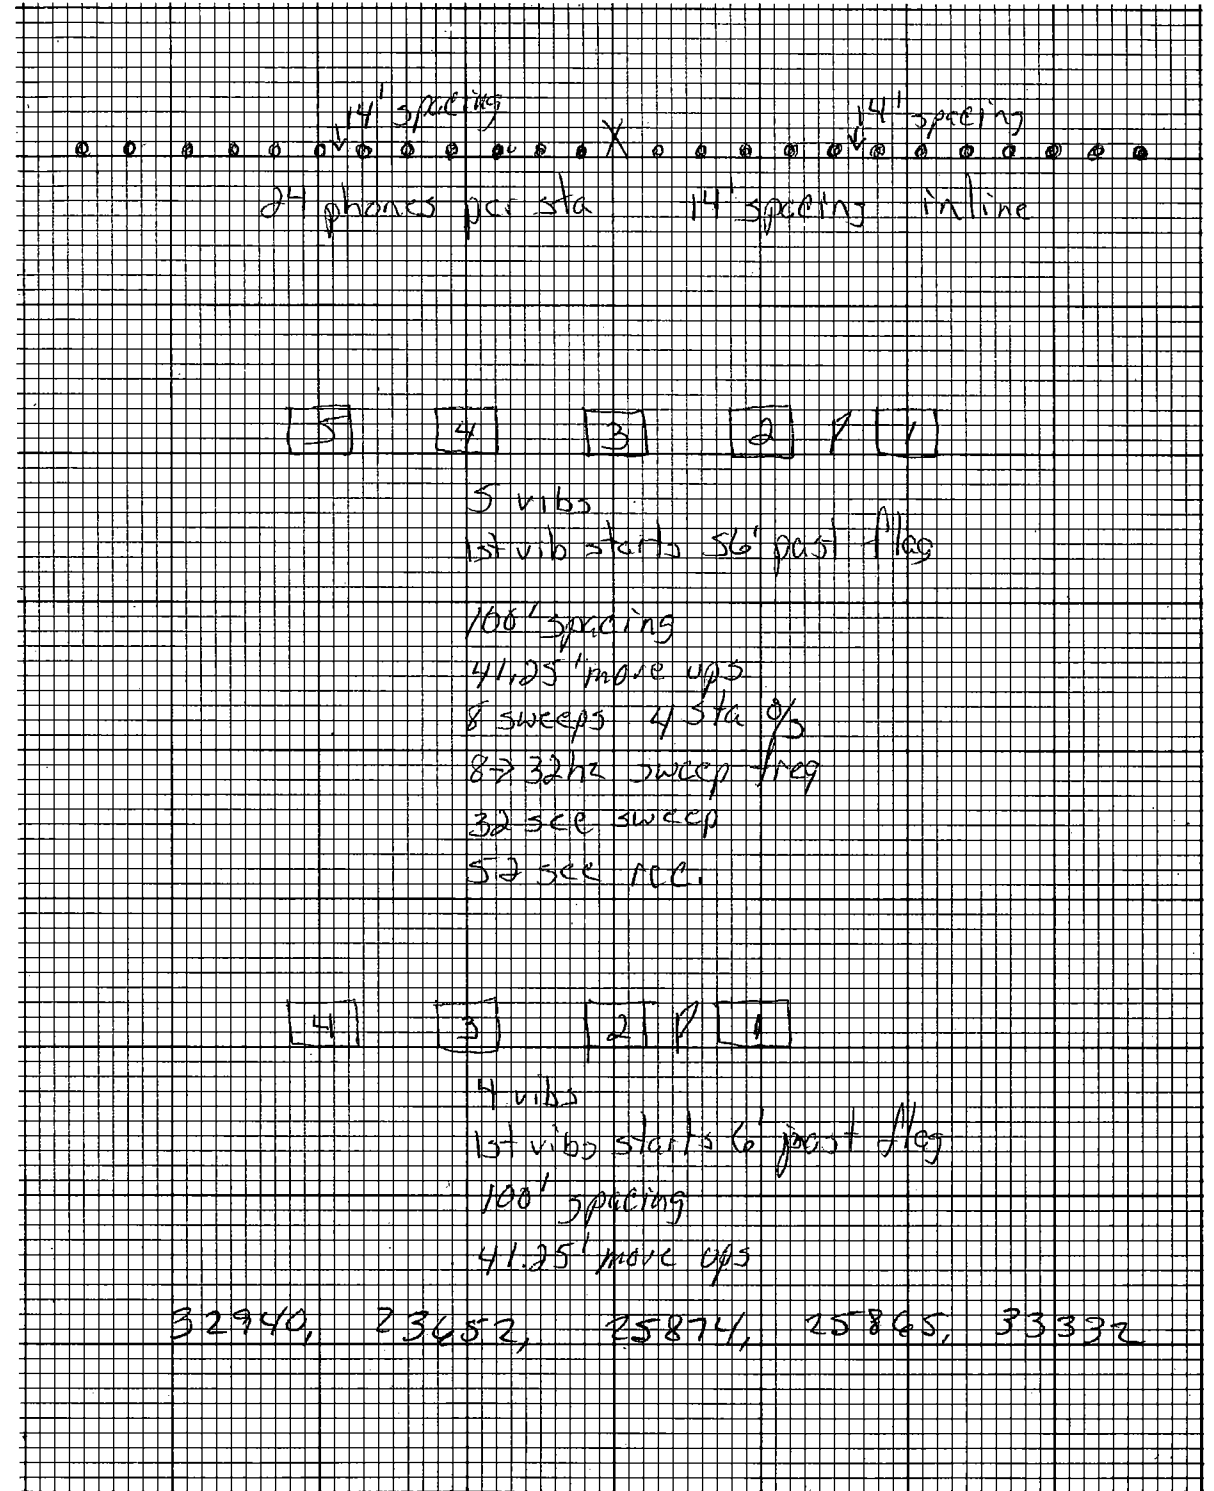 14' spacing 14' spacing
X
24 phones per sta 14' spacing inline
5 4 3 2 1
5 vibs
1st vib starts 56' past flag
100' spacing
41.25' move ups
8 sweeps 4 sta %s
8->32hz sweep freq
32 sec sweep
52 sec rec.
4 3 2 1
4 vibs
1st vibs starts 6' past flag
100' spacing
41.25' move ups
32940, 23652, 25874, 25865, 33332